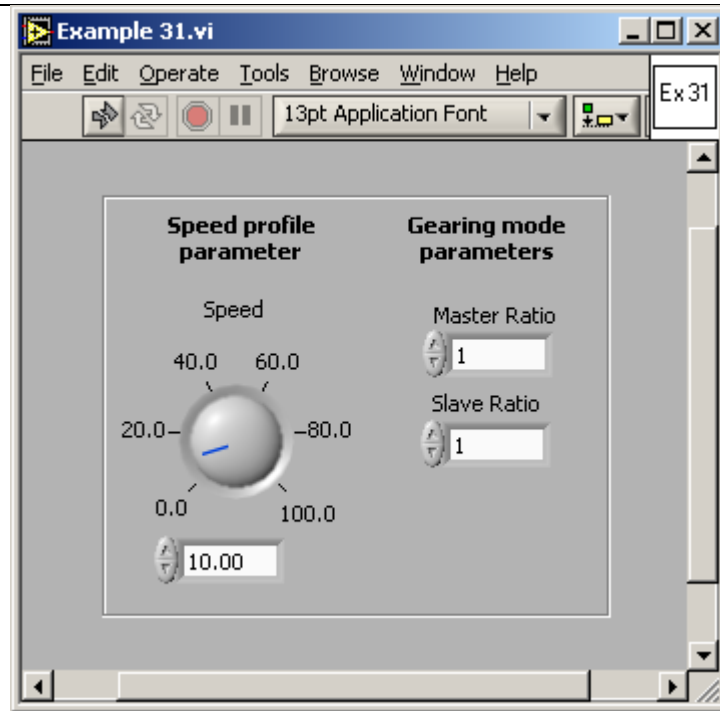 Example 31.vi
File Edit Operate Tools Browse Window Help
Ex 31
13pt Application Font
Speed profile
parameter
Speed
40.0 60.0
20.0 80.0
0.0 100.0
10.00
Gearing mode
parameters
Master Ratio
1
Slave Ratio
1